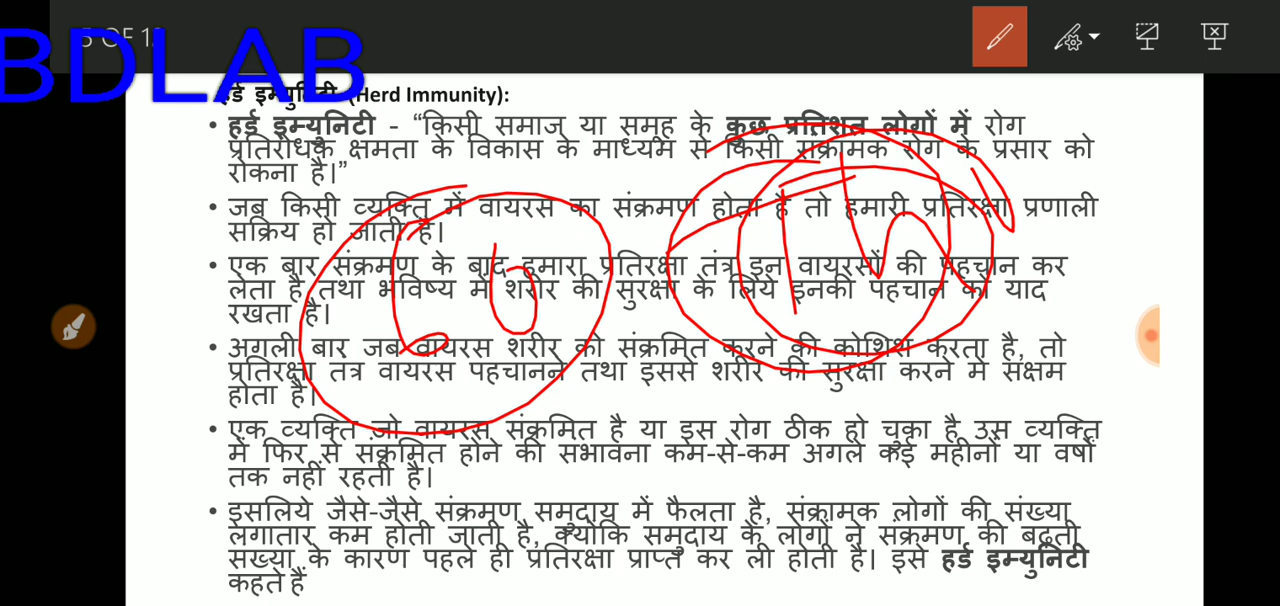 5 OF 12
BDLAB
हर्ड इम्युनिटी (Herd Immunity):
• हर्ड इम्युनिटी - “किसी समाज या समूह के कुछ प्रतिशत लोगों में रोग
प्रतिरोधक क्षमता के विकास के माध्यम से किसी संक्रामक रोग के प्रसार को
रोकना है।”
• जब किसी व्यक्ति में वायरस का संक्रमण होता है तो हमारी प्रतिरक्षा प्रणाली
सक्रिय हो जाती है।
• एक बार संक्रमण के बाद हमारा प्रतिरक्षा तंत्र इन वायरसों की पहचान कर
लेता है तथा भविष्य में शरीर की सुरक्षा के लिये इनकी पहचान को याद
रखता है।
• अगली बार जब वायरस शरीर को संक्रमित करने की कोशिश करता है, तो
प्रतिरक्षा तंत्र वायरस पहचानने तथा इससे शरीर की सुरक्षा करने में सक्षम
होता है।
• एक व्यक्ति जो वायरस संक्रमित है या इस रोग ठीक हो चुका है उस व्यक्ति
में फिर से संक्रमित होने की संभावना कम-से-कम अगले कई महीनों या वर्षों
तक नहीं रहती है।
• इसलिये जैसे-जैसे संक्रमण समुदाय में फैलता है, संक्रामक लोगों की संख्या
लगातार कम होती जाती है, क्योंकि समुदाय के लोगों ने संक्रमण की बढ़ती
संख्या के कारण पहले ही प्रतिरक्षा प्राप्त कर ली होती है। इसे हर्ड इम्युनिटी
कहते हैं